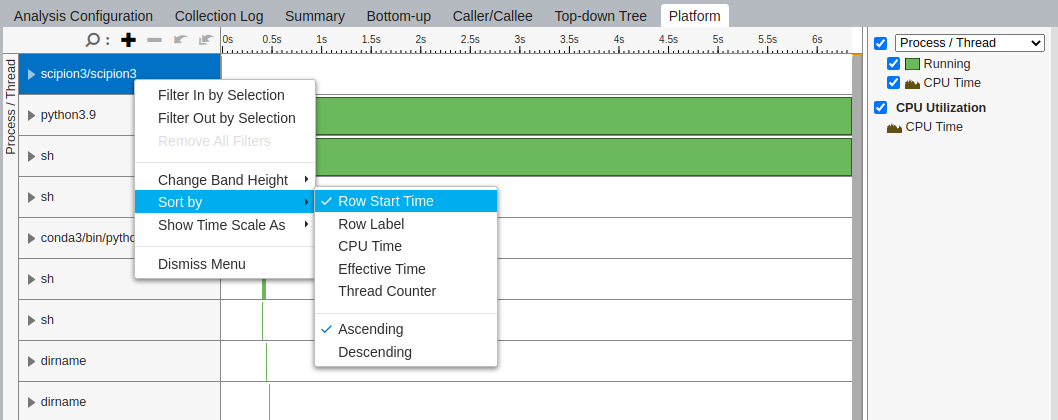 Analysis Configuration Collection Log Summary Bottom-up Caller/Callee Top-down Tree Platform
0s 0.5s 1s 1.5s 2s 2.5s 3s 3.5s 4s 4.5s 5s 5.5s 6s
Process / Thread
scipion3/scipion3
python3.9
sh
sh
conda3/bin/pytho
sh
sh
dirname
dirname
Filter In by Selection
Filter Out by Selection
Remove All Filters
Change Band Height
Sort by
Show Time Scale As
Dismiss Menu
Row Start Time
Row Label
CPU Time
Effective Time
Thread Counter
Ascending
Descending
Process / Thread
Running
CPU Time
CPU Utilization
CPU Time